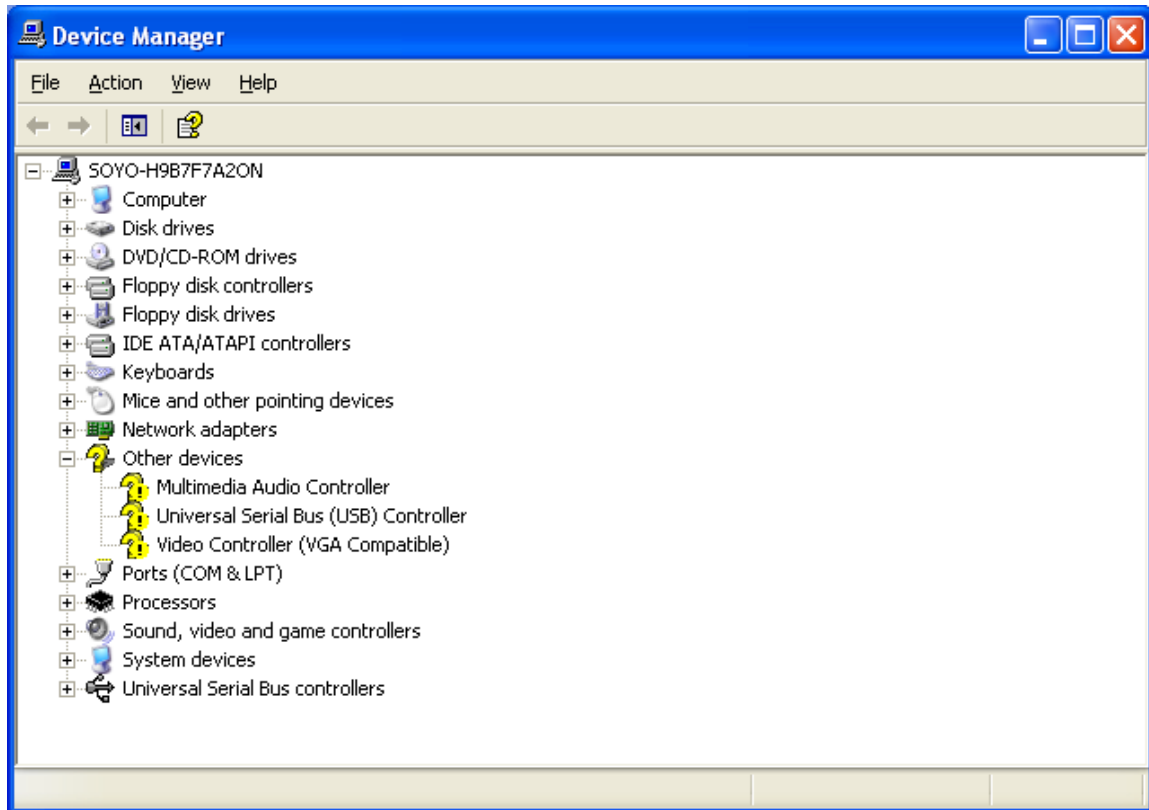 Device Manager
File Action View Help
SOYO-H9B7F7A2ON
Computer
Disk drives
DVD/CD-ROM drives
Floppy disk controllers
Floppy disk drives
IDE ATA/ATAPI controllers
Keyboards
Mice and other pointing devices
Network adapters
Other devices
Multimedia Audio Controller
Universal Serial Bus (USB) Controller
Video Controller (VGA Compatible)
Ports (COM & LPT)
Processors
Sound, video and game controllers
System devices
Universal Serial Bus controllers